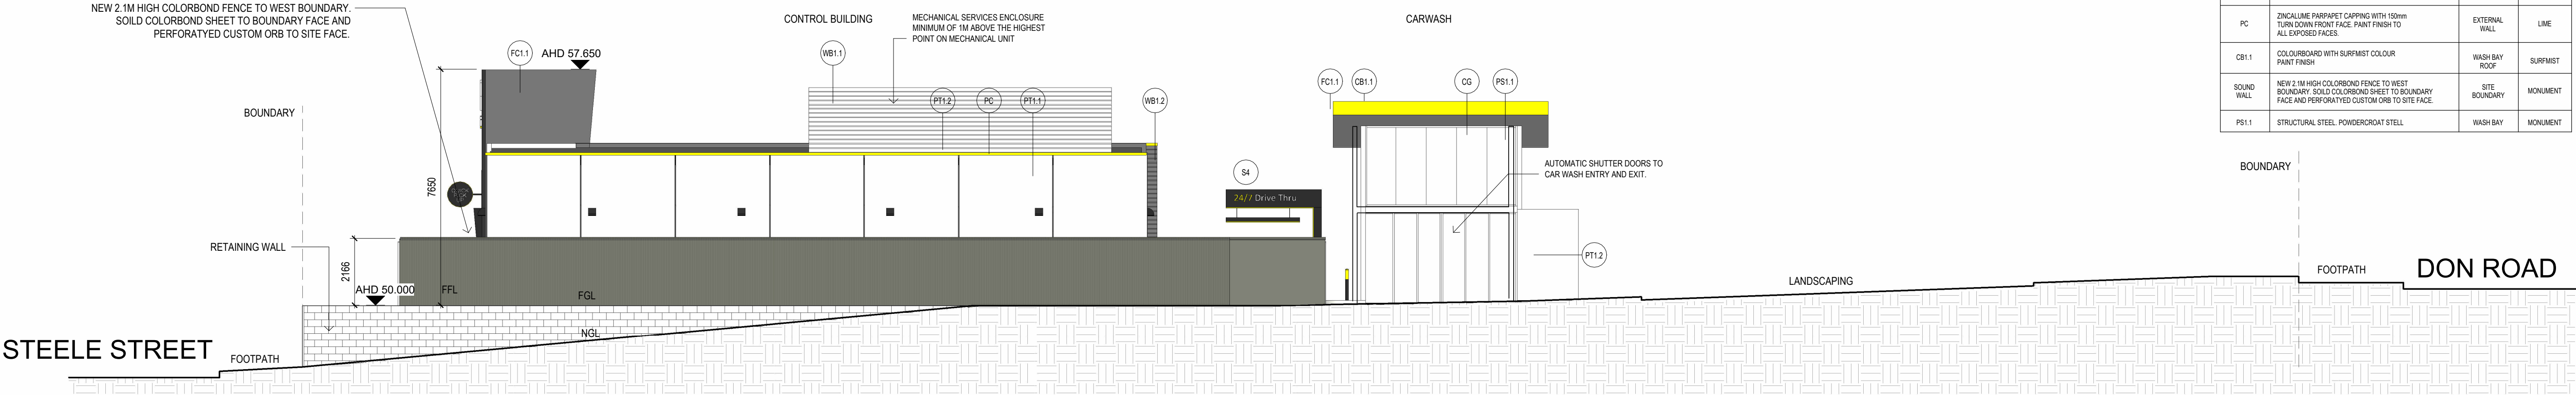 NEW 2.1M HIGH COLORBOND FENCE TO WEST BOUNDARY.
SOILD COLORBOND SHEET TO BOUNDARY FACE AND
PERFORATYED CUSTOM ORB TO SITE FACE.
CONTROL BUILDING
MECHANICAL SERVICES ENCLOSURE
MINIMUM OF 1M ABOVE THE HIGHEST
POINT ON MECHANICAL UNIT
CARWASH
PC
ZINCALUME PARPAPET CAPPING WITH 150mm
TURN DOWN FRONT FACE. PAINT FINISH TO
ALL EXPOSED FACES.
EXTERNAL
WALL
LIME
CB1.1
COLOURBOARD WITH SURFMIST COLOUR
PAINT FINISH
WASH BAY
ROOF
SURFMIST
SOUND
WALL
NEW 2.1M HIGH COLORBOND FENCE TO WEST
BOUNDARY. SOILD COLORBOND SHEET TO BOUNDARY
FACE AND PERFORATYED CUSTOM ORB TO SITE FACE.
SITE
BOUNDARY
MONUMENT
PS1.1
STRUCTURAL STEEL. POWDERCROAT STELL
WASH BAY
MONUMENT
FC1.1
AHD 57.650
WB1.1
PT1.2
PC
PT1.1
WB1.2
FC1.1
CB1.1
CG
PS1.1
BOUNDARY
7650
S4
24/7 Drive Thru
AUTOMATIC SHUTTER DOORS TO
CAR WASH ENTRY AND EXIT.
BOUNDARY
RETAINING WALL
2166
AHD 50.000
FFL
FGL
NGL
PT1.2
LANDSCAPING
FOOTPATH
DON ROAD
STEELE STREET
FOOTPATH